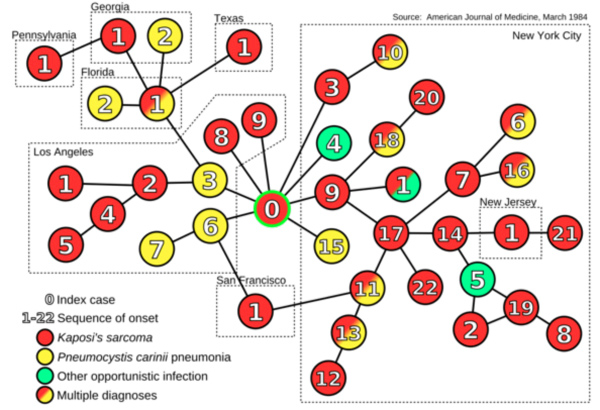 Source: American Journal of Medicine, March 1984
Georgia
Texas
New York City
Pennsylvania
1
2
1
1
10
Florida
3
20
2
1
9
8
4
18
6
Los Angeles
9
1
7
16
1
2
3
0
New Jersey
4
6
15
17
14
1
21
5
7
San Francisco
5
11
22
19
0 Index case
1
1-22 Sequence of onset
13
2
8
Kaposi's sarcoma
Pneumocystis carinii pneumonia
12
Other opportunistic infection
Multiple diagnoses